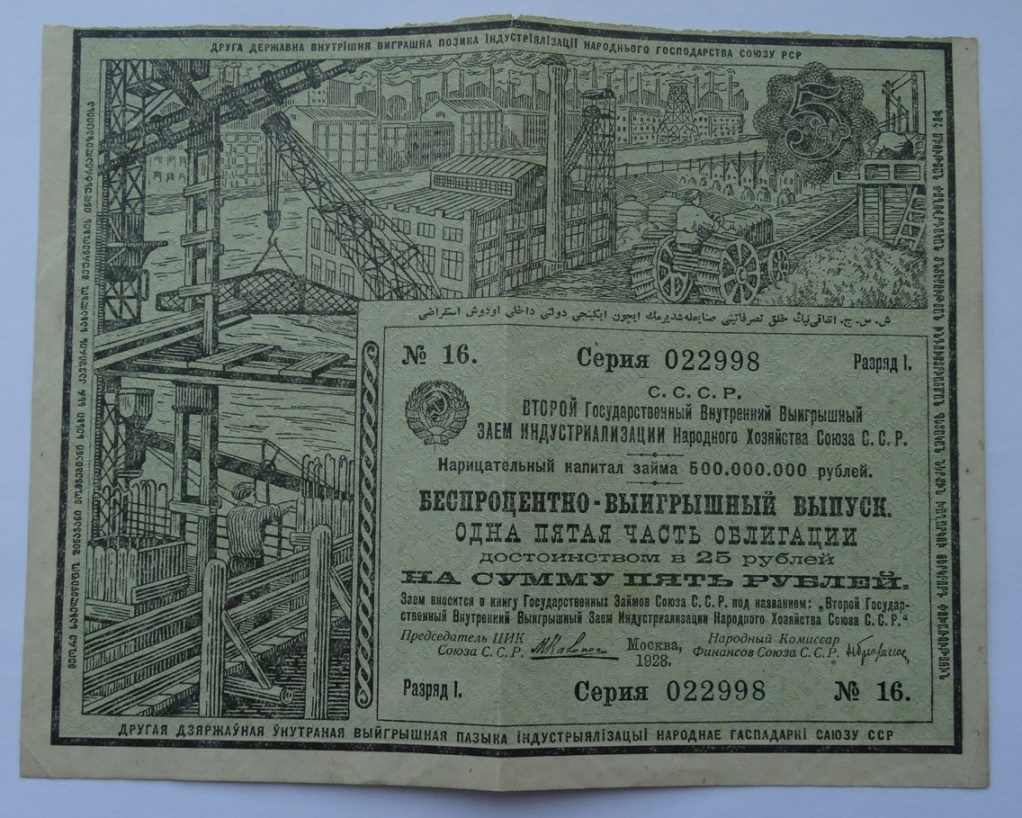 ДРУГА ДЕРЖАВНА ВНУТРІШНЯ ВИГРАШНА ПОЗИКА ІНДУСТРІЯЛІЗАЦІЇ НАРОДНЬОГО ГОСПОДАРСТВА СОЮЗУ РСР
5
№ 16. Серия 022998 Разряд I.
С. С. С. Р.
ВТОРОЙ Государственный Внутренний Выигрышный
ЗАЕМ ИНДУСТРИАЛИЗАЦИИ Народного Хозяйства Союза С. С. Р.
Нарицательный капитал займа 500.000.000 рублей.
БЕСПРОЦЕНТНО-ВЫИГРЫШНЫЙ ВЫПУСК.
ОДНА ПЯТАЯ ЧАСТЬ ОБЛИГАЦИИ
достоинством в 25 рублей
НА СУММУ ПЯТЬ РУБЛЕЙ.
Заем вносится в книгу Государственных Займов Союза С. С. Р. под названием: „Второй Государ-
ственный Внутренний Выигрышный Заем Индустриализации Народного Хозяйства Союза С. С. Р.“
Председатель ЦИК
Союза С. С. Р.
Москва,
1928.
Народный Комиссар
Финансов Союза С. С. Р.
Разряд I. Серия 022998 № 16.
ДРУГАЯ ДЗЯРЖАЎНАЯ ЎНУТРАНАЯ ВЫЙГРЫШНАЯ ПАЗЫКА ІНДУСТРЫЯЛІЗАЦЫІ НАРОДНАЕ ГАСПАДАРКІ САЮЗУ ССР